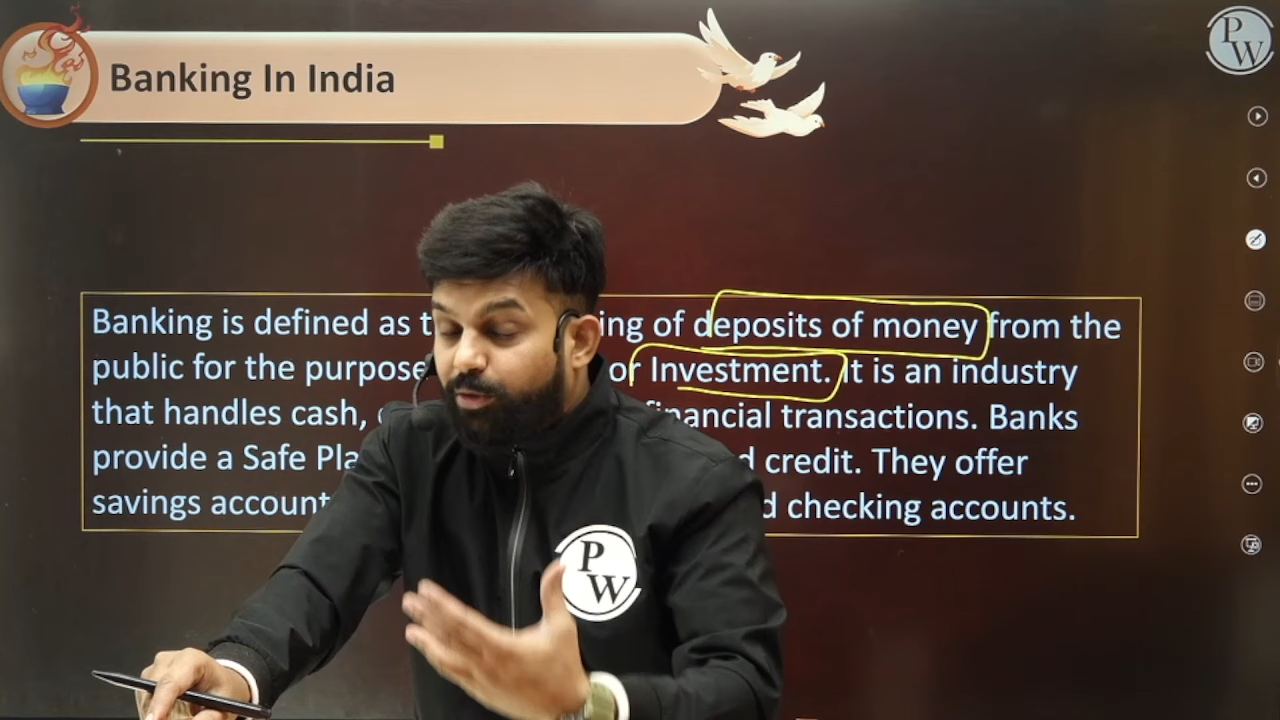 Banking In India
PW
Banking is defined as ing of deposits of money from the
public for the purpose or Investment. It is an industry
that handles cash, financial transactions. Banks
provide a Safe credit. They offer
savings checking accounts.
PW